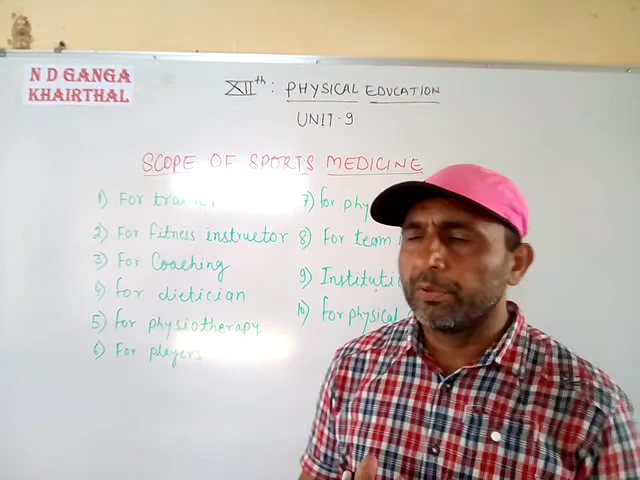 N D GANGA
KHAIRTHAL
XIIth : PHYSICAL EDUCATION
UNIT-9
SCOPE OF SPORTS MEDICINE
1) For
2) For fitness instructor
3) For Coaching
4) for dietician
5) for physiotherapy
6) For players
7) for
8) For team
9)
10) for physical